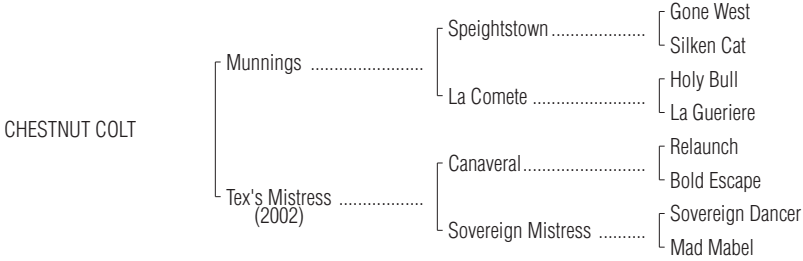 Gone West
Speightstown ......................
Silken Cat
Munnings ..........................
Holy Bull
La Comete ..........................
La Gueriere
CHESTNUT COLT
Relaunch
Canaveral............................
Bold Escape
Tex's Mistress ...................
(2002)
Sovereign Dancer
Sovereign Mistress ..........
Mad Mabel